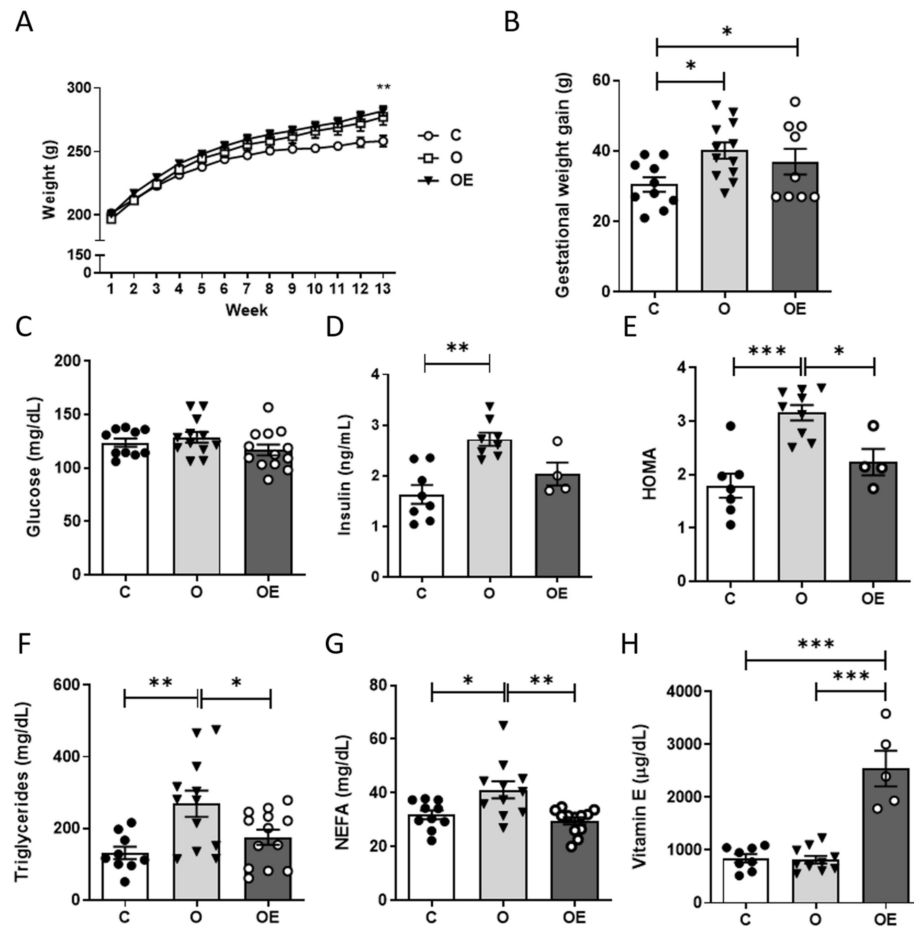 A
Weight (g)
300
250
200
150
0
**
C
O
OE
1 2 3 4 5 6 7 8 9 10 11 12 13
Week
B
Gestational weight gain (g)
60
40
20
0
*
*
C O OE
C
Glucose (mg/dL)
200
150
100
50
0
C O OE
D
Insulin (ng/mL)
4
3
2
1
0
**
C O OE
E
HOMA
4
3
2
1
0
*** *
C O OE
F
Triglycerides (mg/dL)
600
400
200
0
** *
C O OE
G
NEFA (mg/dL)
80
60
40
20
0
* **
C O OE
H
Vitamin E (µg/dL)
4000
3000
2000
1000
0
***
***
C O OE